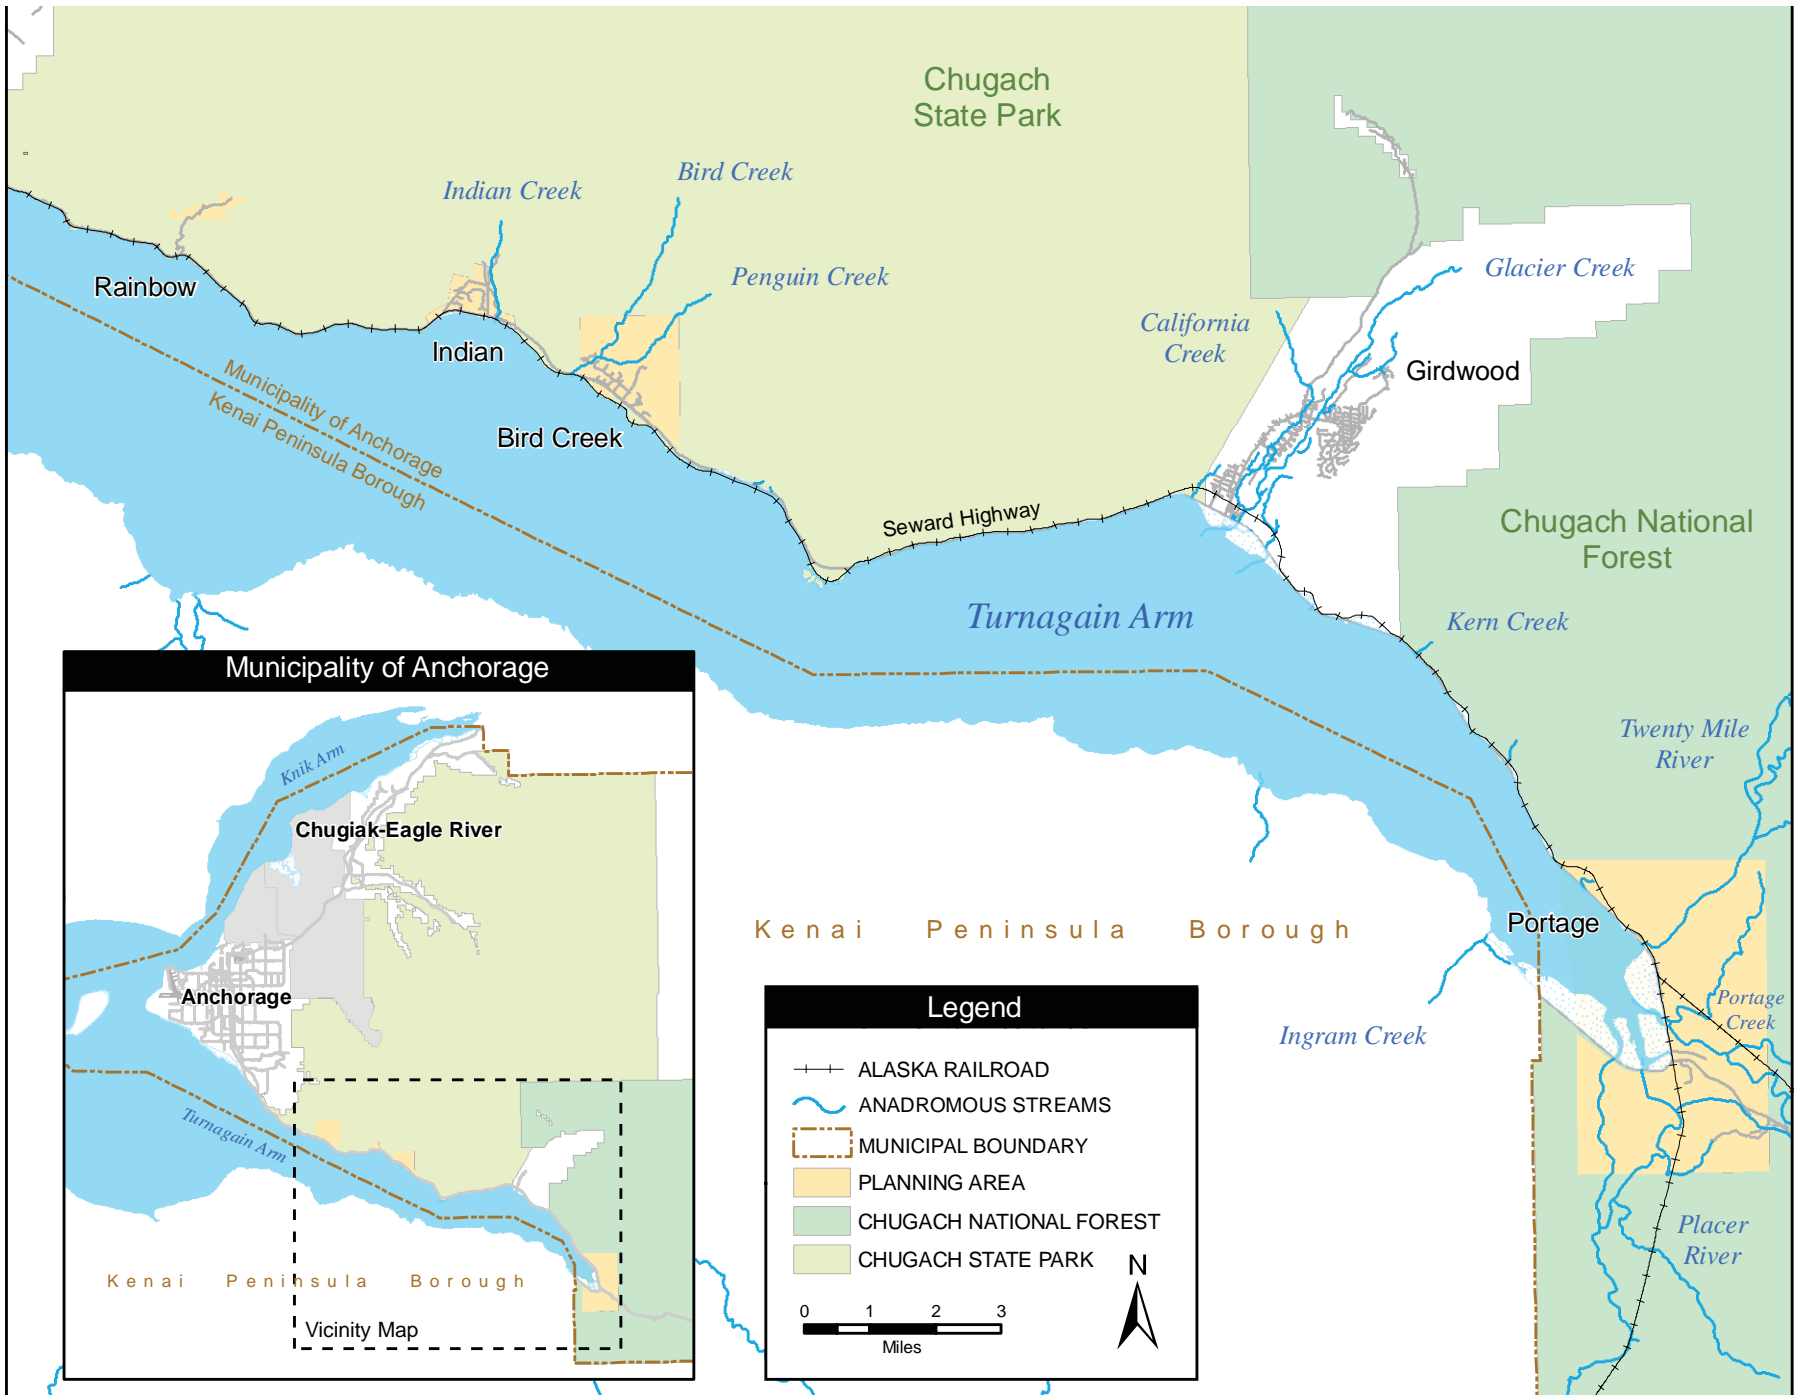 Chugach
State Park
Bird Creek
Indian Creek
Penguin Creek
Glacier Creek
Rainbow
California
Creek
Indian
Girdwood
Municipality of Anchorage
Kenai Peninsula Borough
Bird Creek
Seward Highway
Chugach National
Forest
Turnagain Arm
Kern Creek
Twenty Mile
River
Portage
Kenai Peninsula Borough
Portage
Creek
Ingram Creek
Placer
River
Municipality of Anchorage
Knik Arm
Chugiak-Eagle River
Anchorage
Turnagain Arm
Kenai Peninsula Borough
Vicinity Map
Legend
ALASKA RAILROAD
ANADROMOUS STREAMS
MUNICIPAL BOUNDARY
PLANNING AREA
CHUGACH NATIONAL FOREST
CHUGACH STATE PARK
N
0 1 2 3
Miles